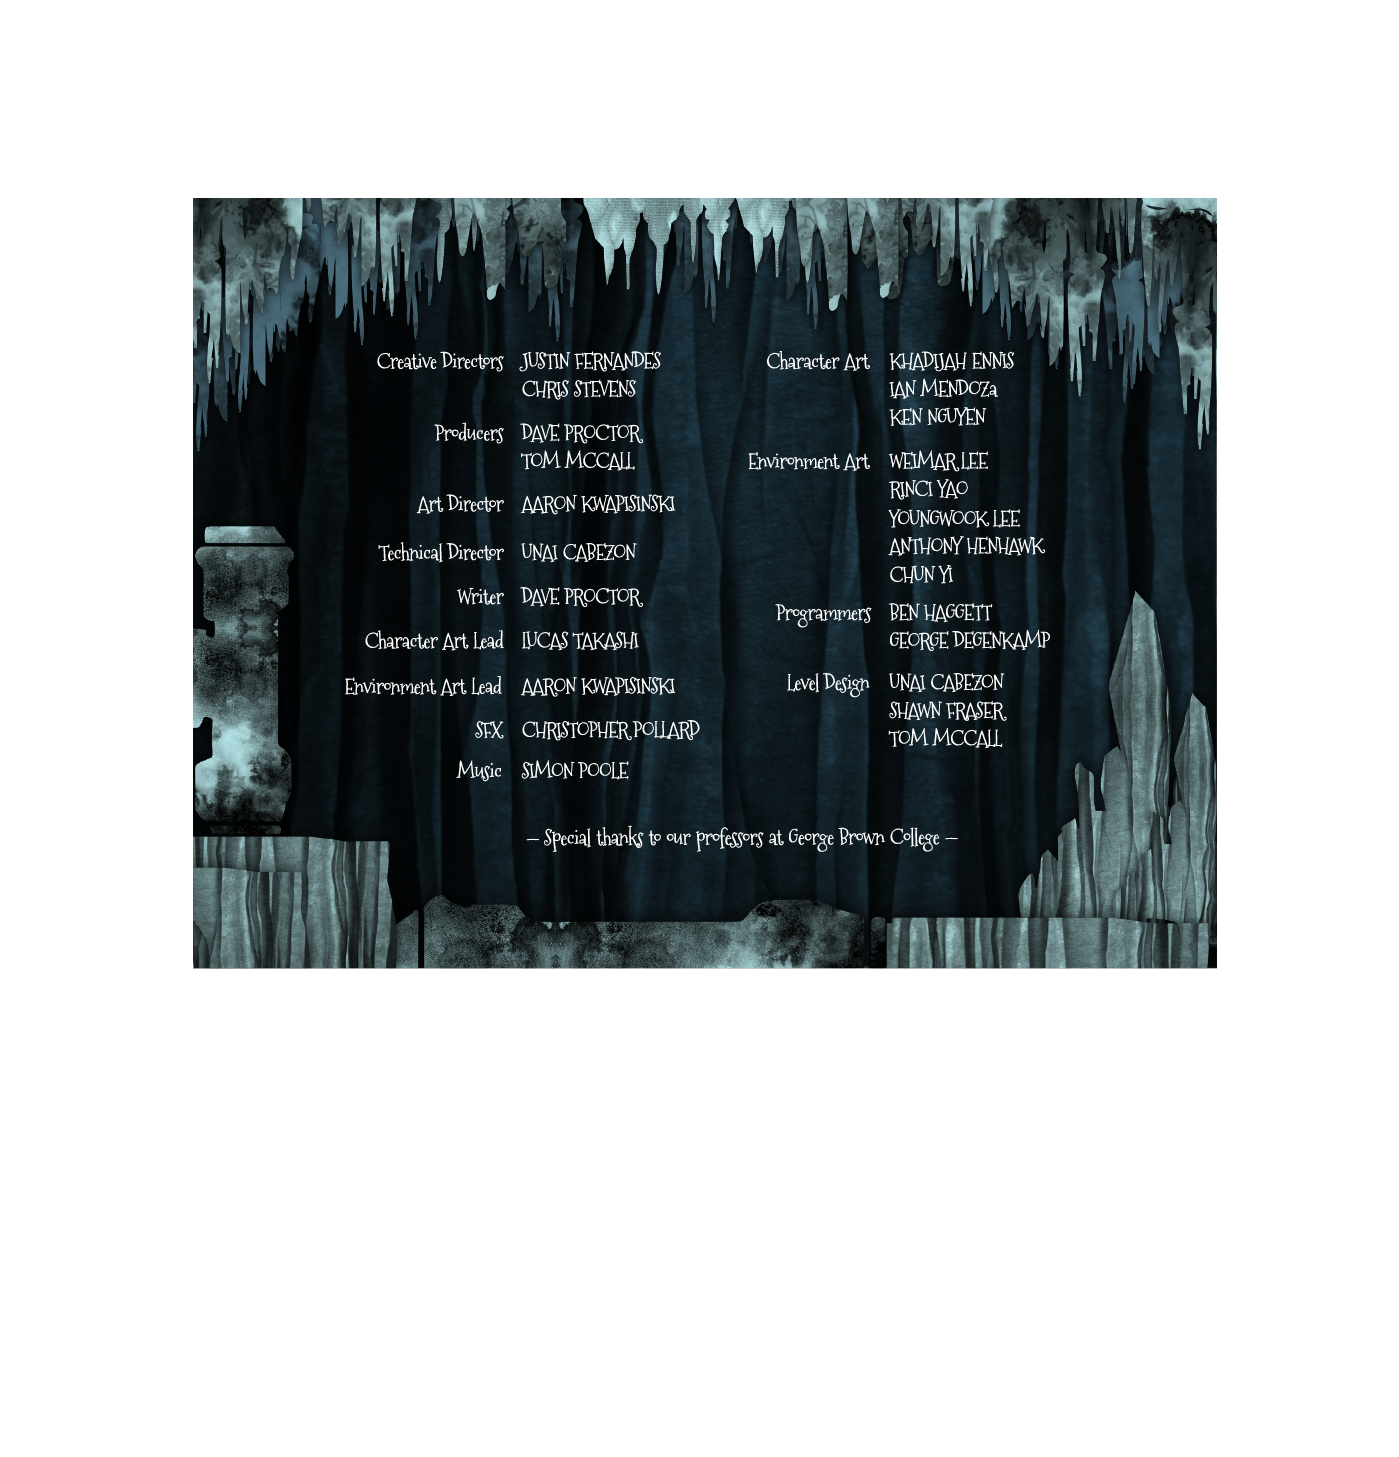 Creative Directors JUSTIN FERNANDES
CHRIS STEVENS
Producers DAVE PROCTOR
TOM MCCALL
Art Director AARON KWAPISINSKI
Technical Director UNAI CABEZON
Writer DAVE PROCTOR
Character Art Lead LUCAS TAKASHI
Environment Art Lead AARON KWAPISINSKI
SFX CHRISTOPHER POLLARD
Music SIMON POOLE
Character Art KHADIJAH ENNIS
IAN MENDOZa
KEN NGUYEN
Environment Art WEIMAR LEE
RINCI YAO
YOUNGWOOK LEE
ANTHONY HENHAWK
CHUN Yi
Programmers BEN HAGGETT
GEORGE DEGENKAMP
Level Design UNAI CABEZON
SHAWN FRASER
TOM MCCALL
– Special thanks to our professors at George Brown College –